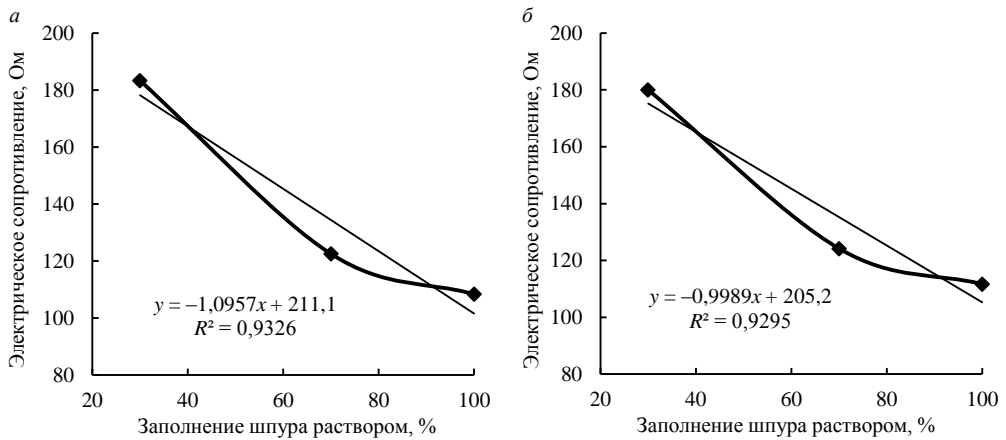 а
Электрическое сопротивление, Ом
200
180
160
140
120
100
80
y = –1,0957x + 211,1
R² = 0,9326
20
40
60
80
100
Заполнение шпура раствором, %
б
Электрическое сопротивление, Ом
200
180
160
140
120
100
80
y = –0,9989x + 205,2
R² = 0,9295
20
40
60
80
100
Заполнение шпура раствором, %